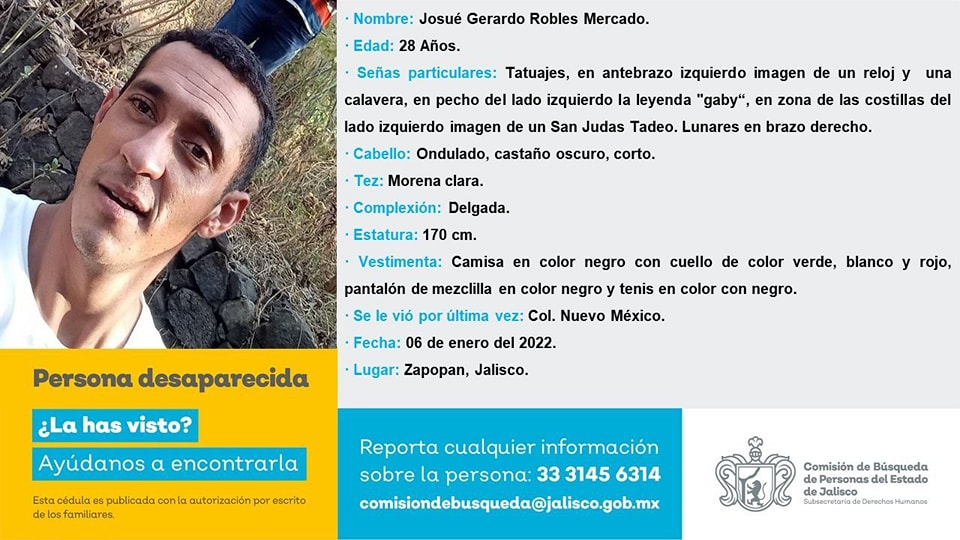 · Nombre: Josué Gerardo Robles Mercado.
· Edad: 28 Años.
· Señas particulares: Tatuajes, en antebrazo izquierdo imagen de un reloj y una
calavera, en pecho del lado izquierdo la leyenda "gaby“, en zona de las costillas del
lado izquierdo imagen de un San Judas Tadeo. Lunares en brazo derecho.
· Cabello: Ondulado, castaño oscuro, corto.
· Tez: Morena clara.
· Complexión: Delgada.
· Estatura: 170 cm.
· Vestimenta: Camisa en color negro con cuello de color verde, blanco y rojo,
pantalón de mezclilla en color negro y tenis en color con negro.
· Se le vió por última vez: Col. Nuevo México.
· Fecha: 06 de enero del 2022.
· Lugar: Zapopan, Jalisco.
Persona desaparecida
¿La has visto?
Ayúdanos a encontrarla
Esta cédula es publicada con la autorización por escrito
de los familiares.
Reporta cualquier información
sobre la persona: 33 3145 6314
comisiondebusqueda@jalisco.gob.mx
Comisión de Búsqueda
de Personas del Estado
de Jalisco
Subsecretaría de Derechos Humanos